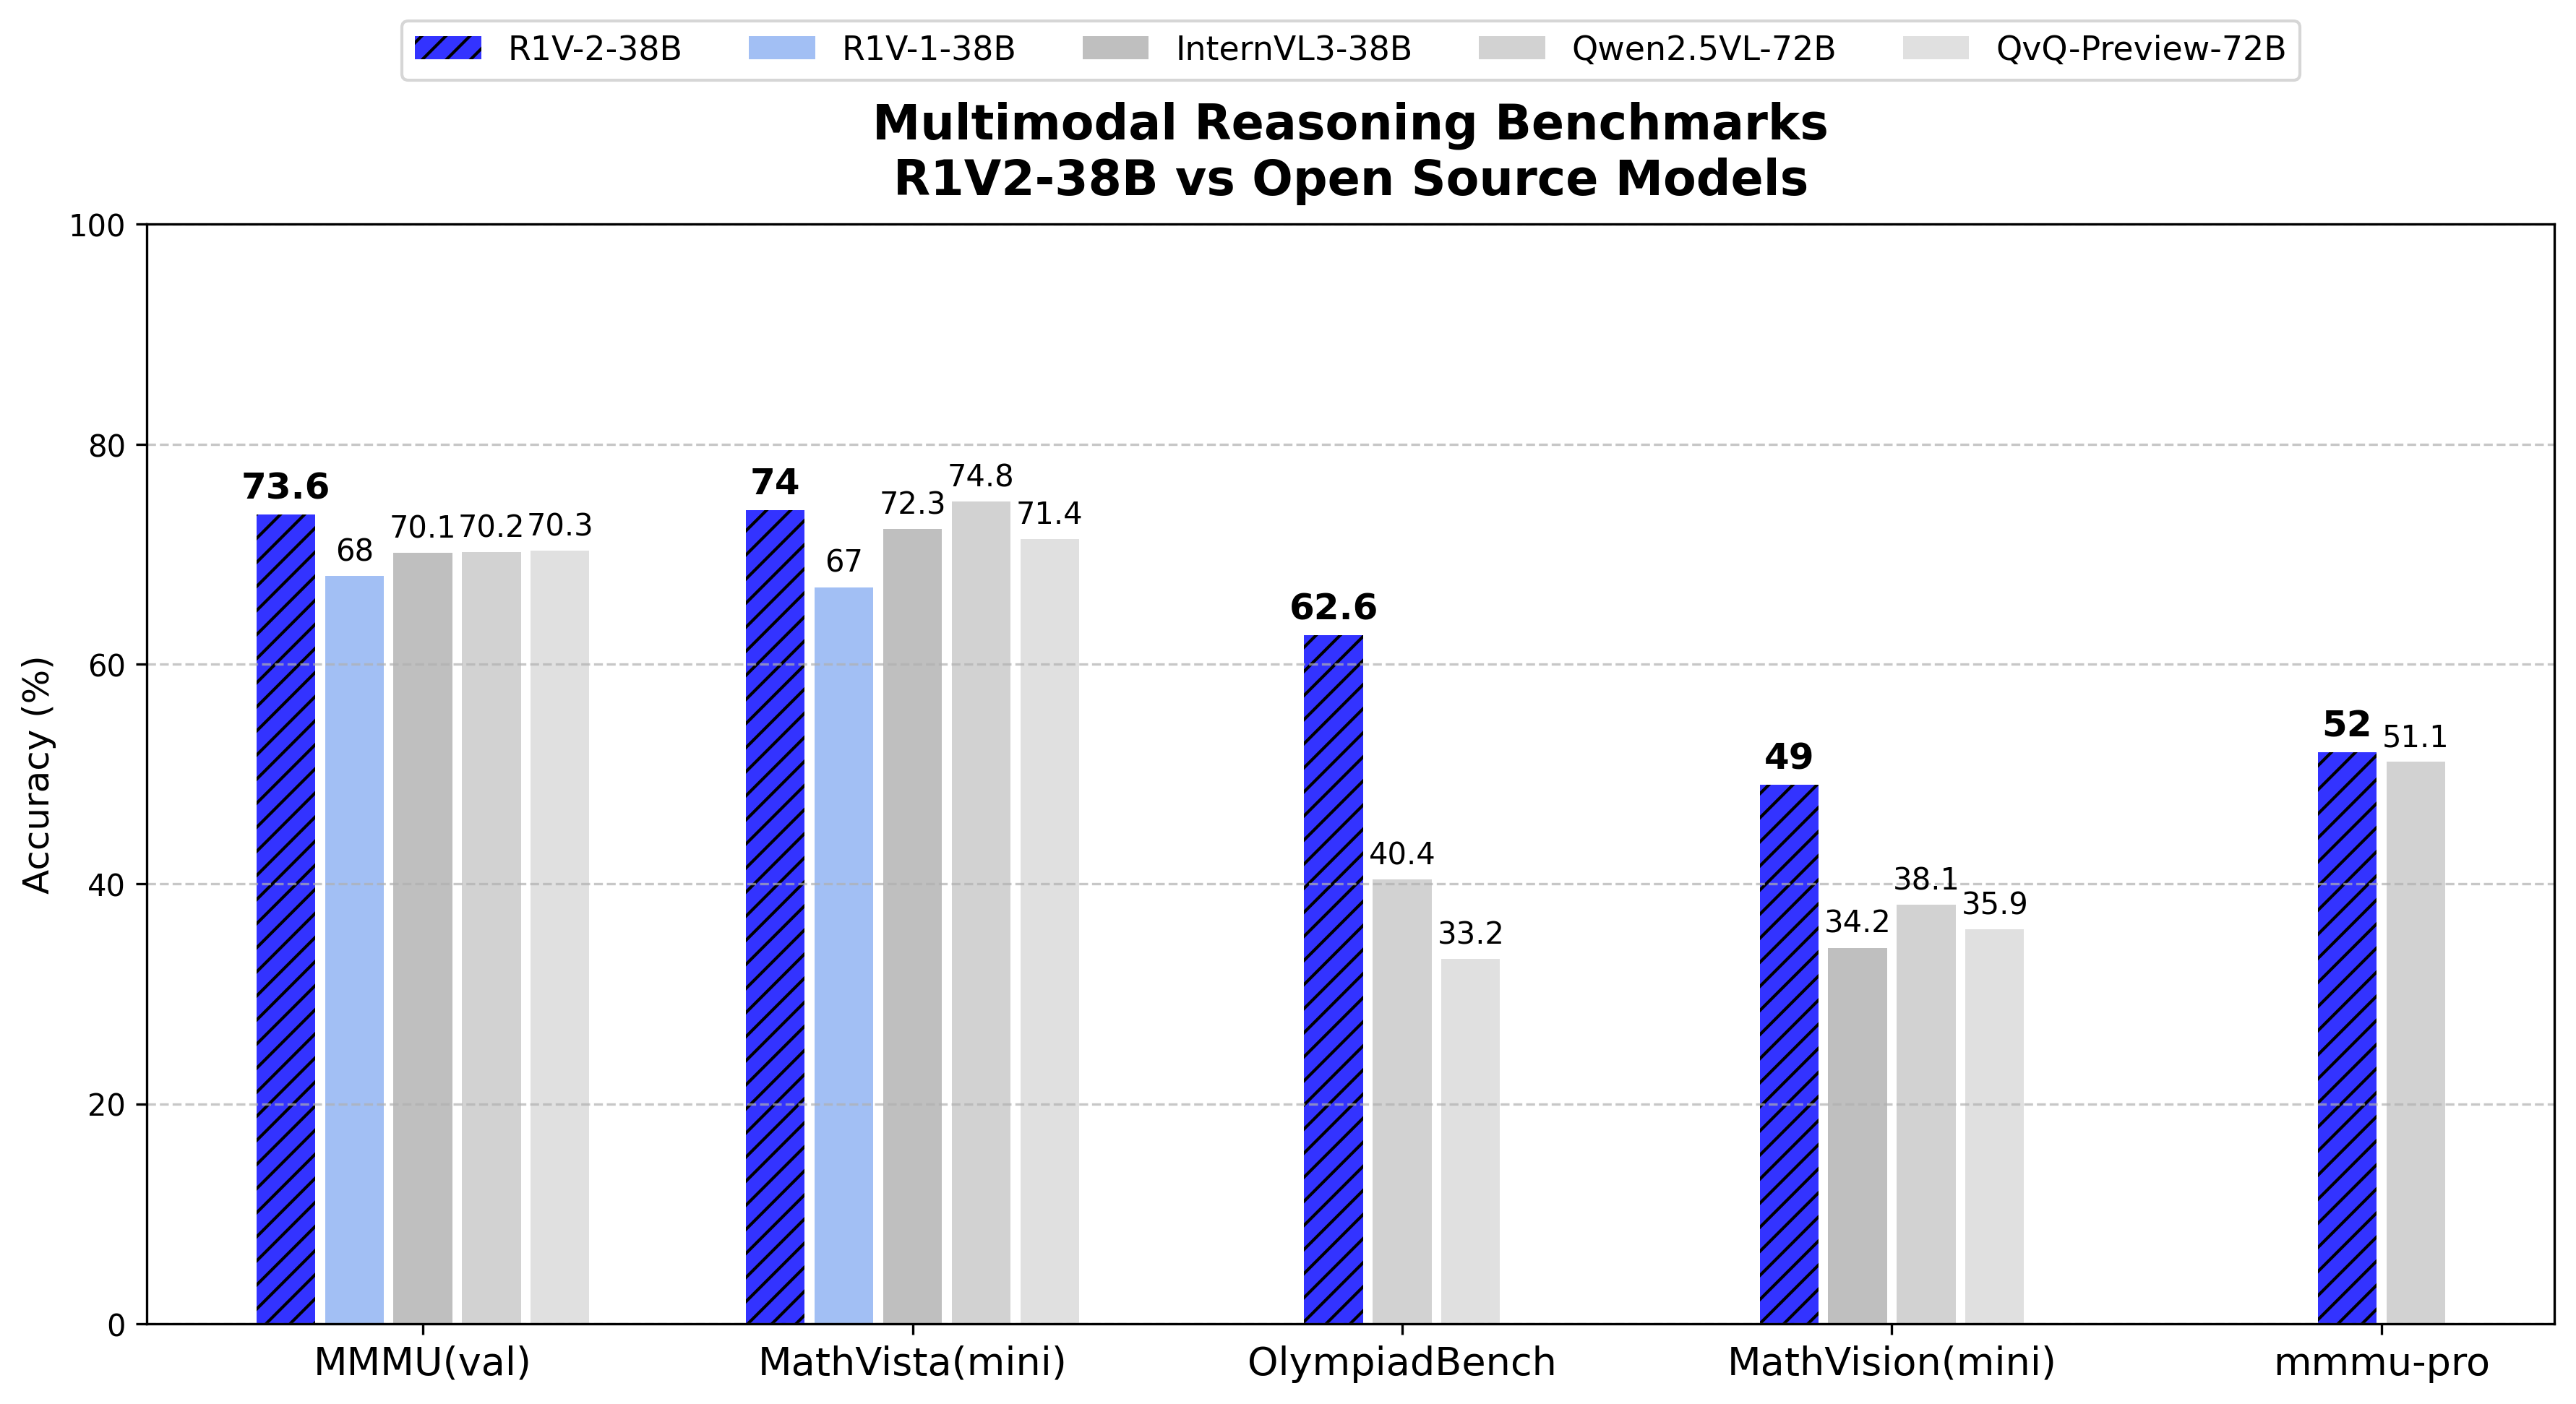 R1V-2-38B R1V-1-38B InternVL3-38B Qwen2.5VL-72B QvQ-Preview-72B
Multimodal Reasoning Benchmarks
R1V2-38B vs Open Source Models
Accuracy (%)
100
80
60
40
20
0
73.6 68 70.1 70.2 70.3
74 67 72.3 74.8 71.4
62.6 40.4 33.2
49 34.2 38.1 35.9
52 51.1
MMMU(val) MathVista(mini) OlympiadBench MathVision(mini) mmmu-pro